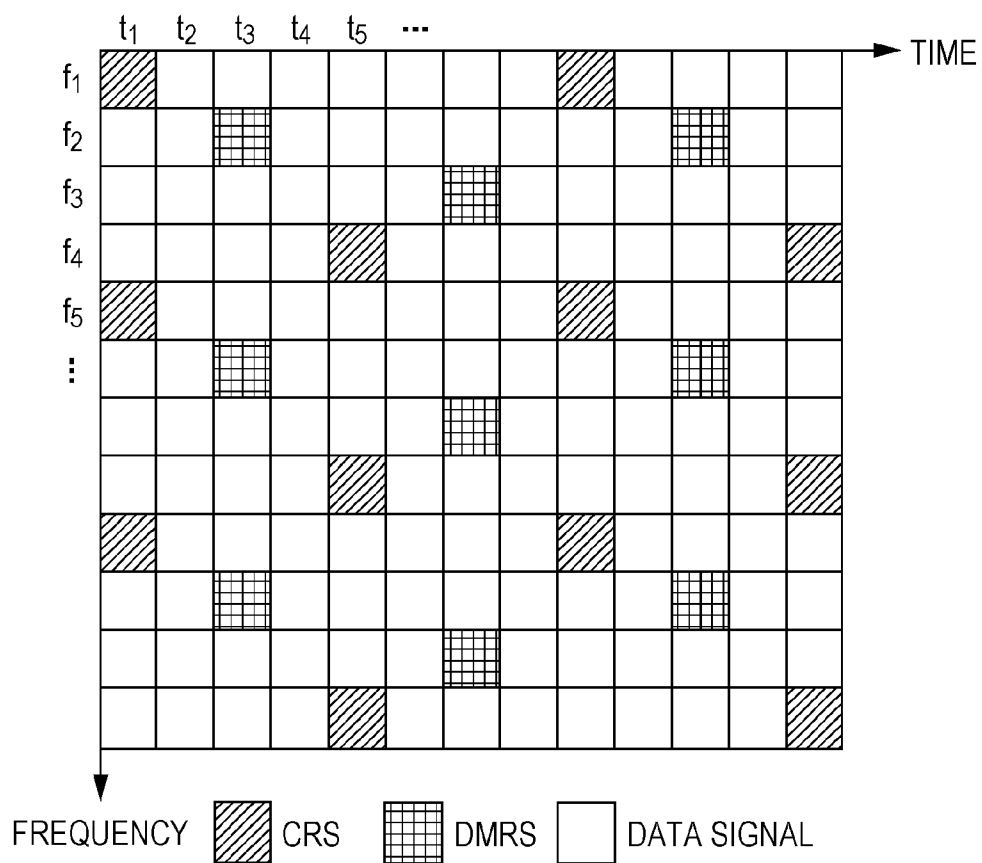 t1 t2 t3 t4 t5 ...
TIME
f1
f2
f3
f4
f5
⋮
FREQUENCY CRS DMRS DATA SIGNAL